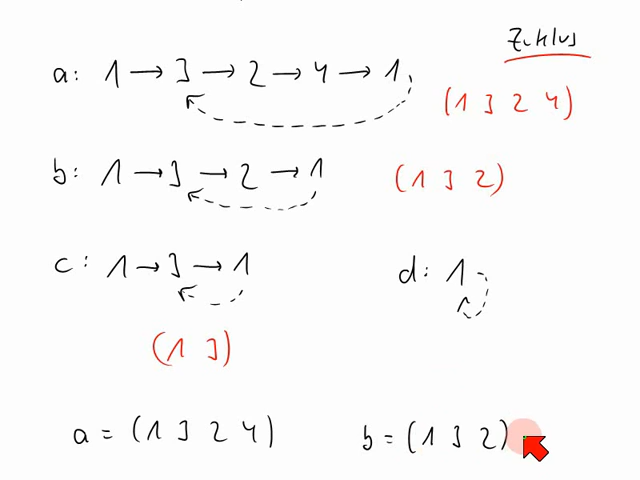 Zyklus
a: 1 → 3 → 2 → 4 → 1
(1 3 2 4)
b: 1 → 3 → 2 → 1
(1 3 2)
c: 1 → 3 → 1
d: 1
(1 3)
a = (1 3 2 4)
b = (1 3 2)